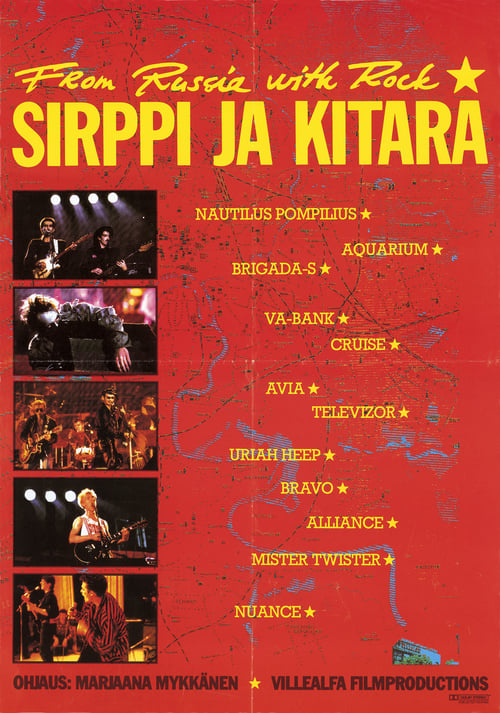 From Russia with Rock ★
SIRPPI JA KITARA
NAUTILUS POMPILIUS ★
AQUARIUM ★
BRIGADA-S ★
VA-BANK ★
CRUISE ★
AVIA ★
TELEVIZOR ★
URIAH HEEP ★
BRAVO ★
ALLIANCE ★
MISTER TWISTER ★
NUANCE ★
OHJAUS: MARJAANA MYKKÄNEN ★ VILLEALFA FILMPRODUCTIONS